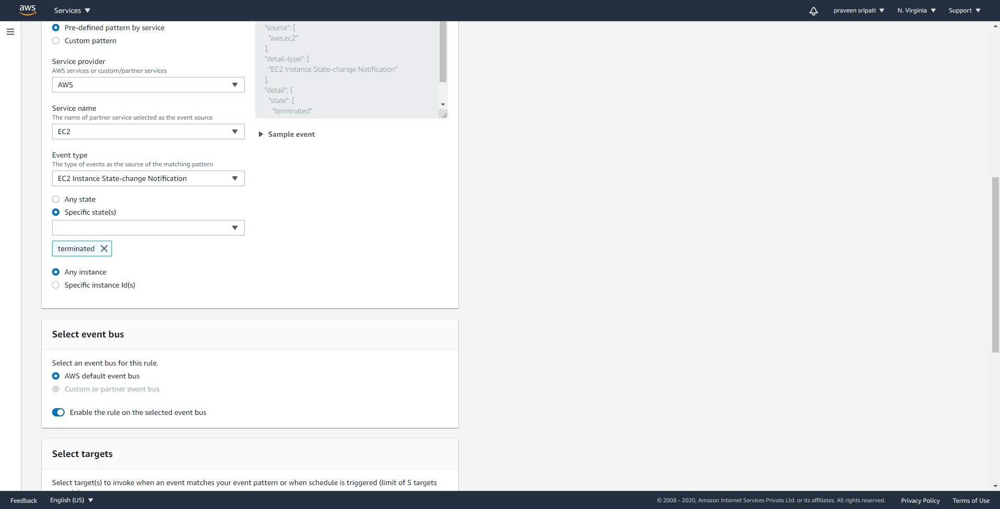 aws
Services
praveen sripati
N. Virginia
Support
Pre-defined pattern by service
Custom pattern
Service provider
AWS services or custom/partner services
AWS
Service name
The name of partner service selected as the event source
EC2
Event type
The type of events as the source of the matching pattern
EC2 Instance State-change Notification
Any state
Specific state(s)
terminated
Any instance
Specific instance Id(s)
"source": [
"aws.ec2"
],
"detail-type": [
"EC2 Instance State-change Notification"
],
"detail": {
"state": [
"terminated"
Sample event
Select event bus
Select an event bus for this rule.
AWS default event bus
Custom or partner event bus
Enable the rule on the selected event bus
Select targets
Select target(s) to invoke when an event matches your event pattern or when schedule is triggered (limit of 5 targets
Feedback
English (US)
© 2008 - 2020, Amazon Internet Services Private Ltd. or its affiliates. All rights reserved.
Privacy Policy
Terms of Use